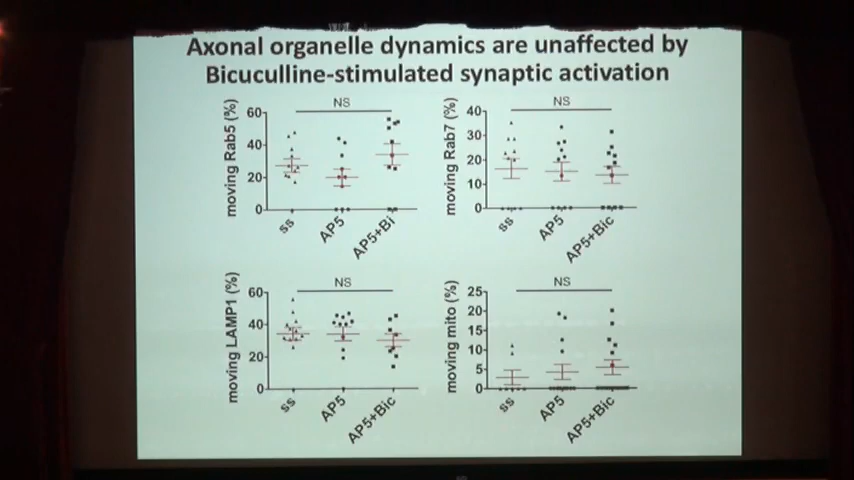 Axonal organelle dynamics are unaffected by
Bicuculline-stimulated synaptic activation
NS
moving Rab5 (%)
60
40
20
0
ss
AP5
AP5+Bi
NS
moving Rab7 (%)
40
30
20
10
0
ss
AP5
AP5+Bic
NS
moving LAMP1 (%)
60
40
20
0
ss
AP5
AP5+Bic
NS
moving mito (%)
25
20
15
10
5
0
ss
AP5
AP5+Bic